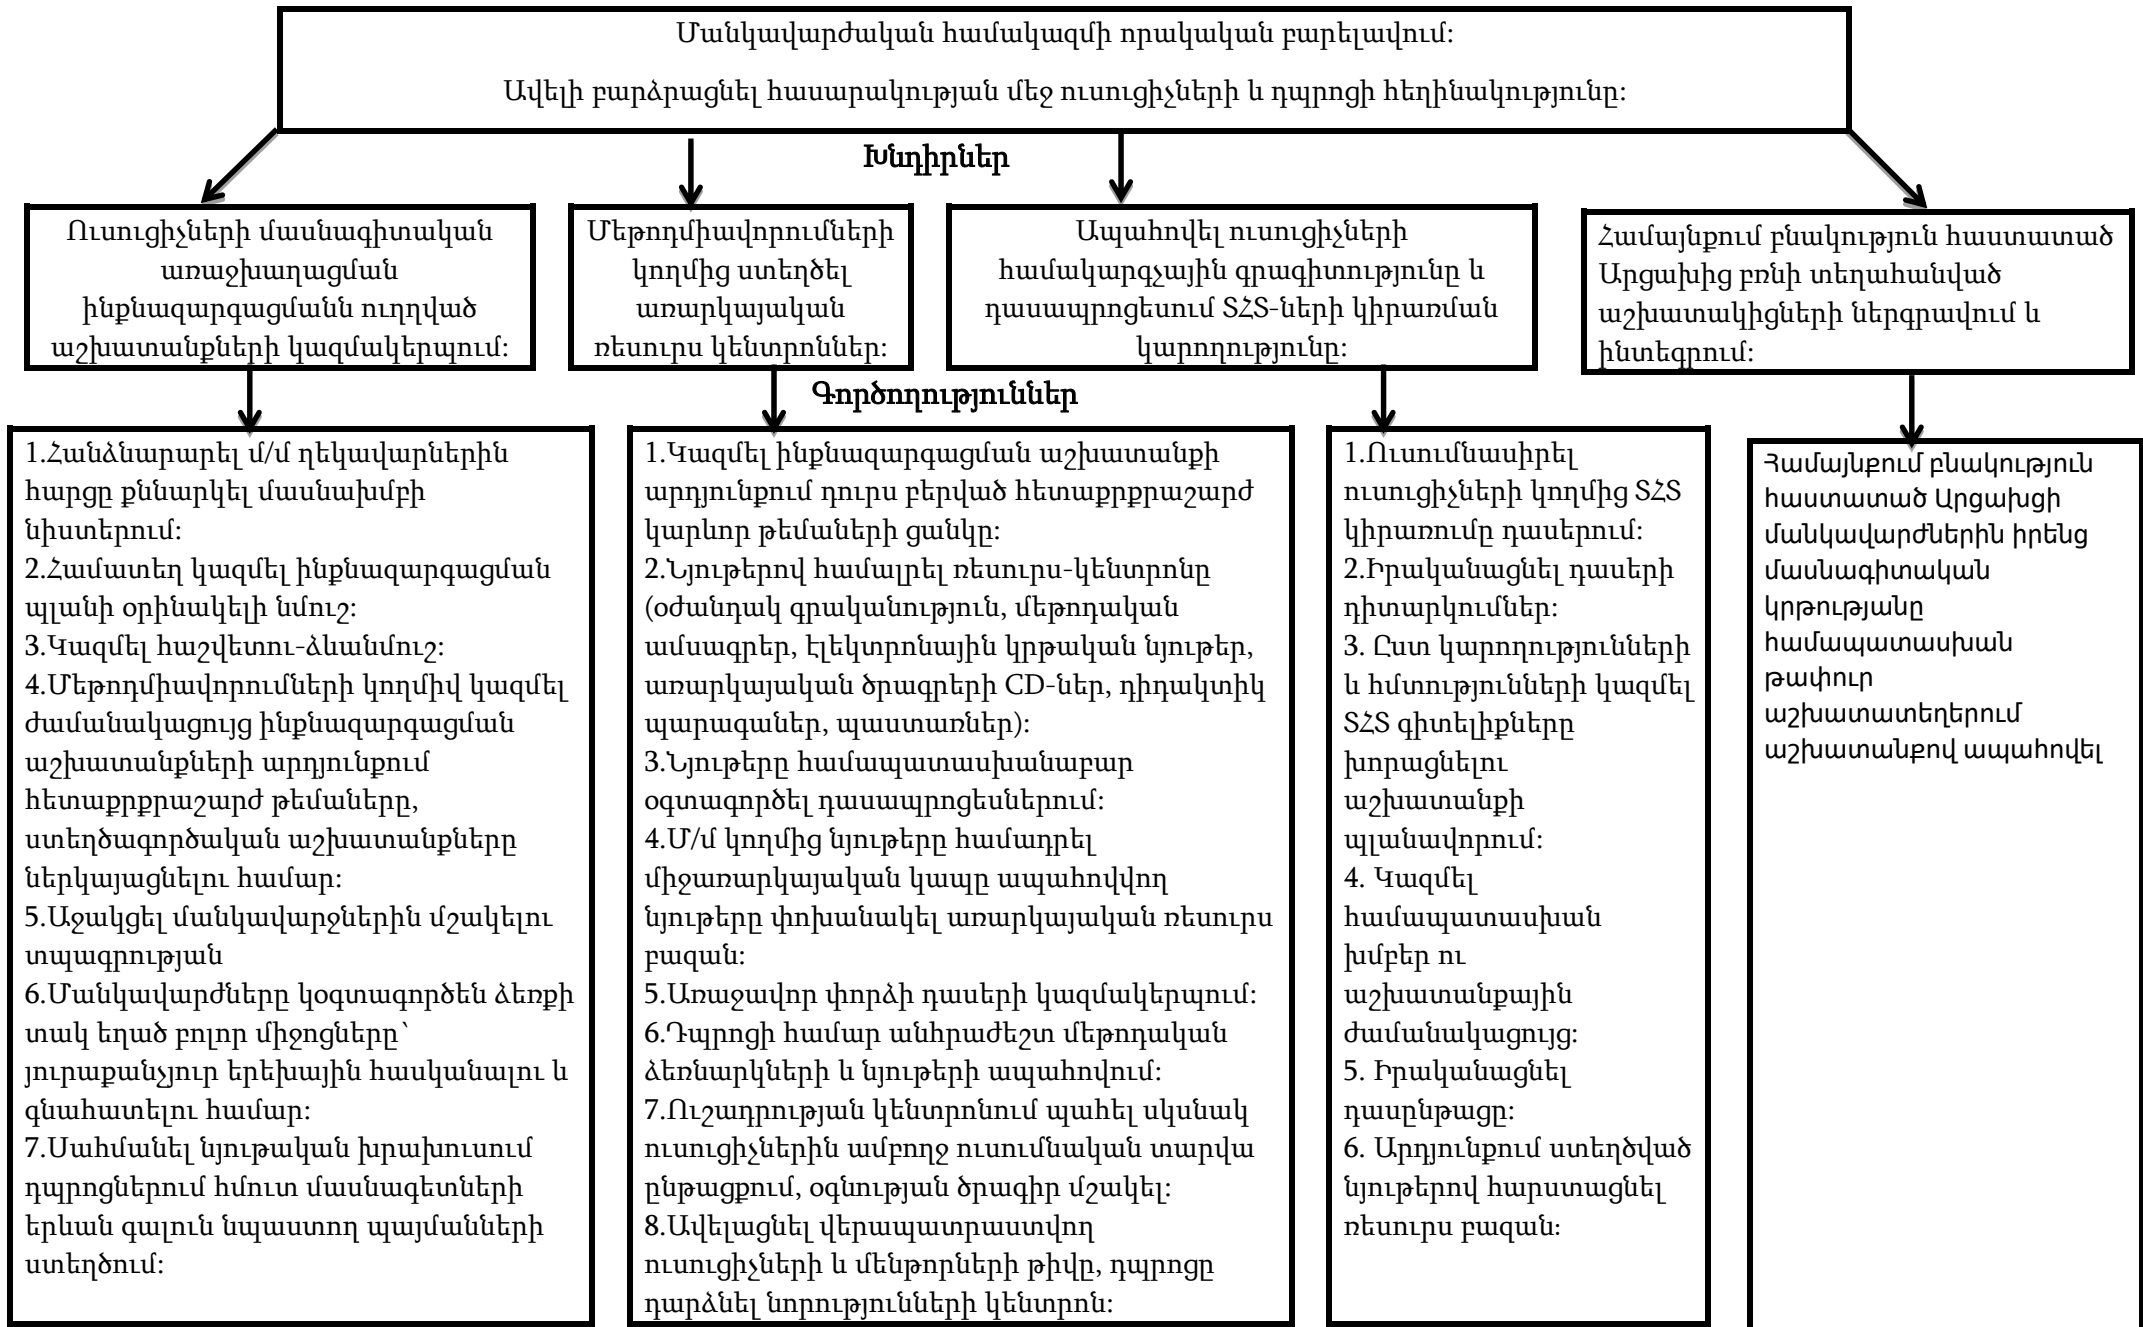 Մանկավարժական համակազմի որակական բարելավում:
Ավելի բարձրացնել հասարակության մեջ ուսուցիչների և դպրոցի հեղինակությունը:
Խնդիրներ
Ուսուցիչների մասնագիտական
առաջխաղացման
ինքնազարգացմանն ուղղված
աշխատանքների կազմակերպում:
Մեթոդմիավորումների
կողմից ստեղծել
առարկայական
ռեսուրս կենտրոններ:
Ապահովել ուսուցիչների
համակարգչային գրագիտությունը և
դասապրոցեսում ՏՀՏ-ների կիրառման
կարողությունը:
Համայնքում բնակություն հաստատած
Արցախից բռնի տեղահանված
աշխատակիցների ներգրավում և
ինտեգրում:
Գործողություններ
1.Հանձնարարել մ/մ ղեկավարներին
հարցը քննարկել մասնախմբի
նիստերում:
2.Համատեղ կազմել ինքնազարգացման
պլանի օրինակելի նմուշ:
3.Կազմել հաշվետու-ձևանմուշ:
4.Մեթոդմիավորումների կողմիվ կազմել
ժամանակացույց ինքնազարգացման
աշխատանքների արդյունքում
հետաքրքրաշարժ թեմաները,
ստեղծագործական աշխատանքները
ներկայացնելու համար:
5.Աջակցել մանկավարջներին մշակելու
տպագրության
6.Մանկավարժները կօգտագործեն ձեռքի
տակ եղած բոլոր միջոցները՝
յուրաքանչյուր երեխային հասկանալու և
գնահատելու համար:
7.Սահմանել նյութական խրախուսում
դպրոցներում հմուտ մասնագետների
երևան գալուն նպաստող պայմանների
ստեղծում:
1.Կազմել ինքնազարգացման աշխատանքի
արդյունքում դուրս բերված հետաքրքրաշարժ
կարևոր թեմաների ցանկը:
2.Նյութերով համալրել ռեսուրս-կենտրոնը
(օժանդակ գրականություն, մեթոդական
ամսագրեր, էլեկտրոնային կրթական նյութեր,
առարկայական ծրագրերի CD-ներ, դիդակտիկ
պարագաներ, պաստառներ):
3.Նյութերը համապատասխանաբար
օգտագործել դասապրոցեսներում:
4.Մ/մ կողմից նյութերը համադրել
միջառարկայական կապը ապահովվող
նյութերը փոխանակել առարկայական ռեսուրս
բազան:
5.Առաջավոր փորձի դասերի կազմակերպում:
6.Դպրոցի համար անհրաժեշտ մեթոդական
ձեռնարկների և նյութերի ապահովում:
7.Ուշադրության կենտրոնում պահել սկսնակ
ուսուցիչներին ամբողջ ուսումնական տարվա
ընթացքում, օգնության ծրագիր մշակել:
8.Ավելացնել վերապատրաստվող
ուսուցիչների և մենթորների թիվը, դպրոցը
դարձնել նորությունների կենտրոն:
1.Ուսումնասիրել
ուսուցիչների կողմից ՏՀՏ
կիրառումը դասերում:
2.Իրականացնել դասերի
դիտարկումներ:
3. Ըստ կարողությունների
և հմտությունների կազմել
ՏՀՏ գիտելիքները
խորացնելու
աշխատանքի
պլանավորում:
4. Կազմել
համապատասխան
խմբեր ու
աշխատանքային
ժամանակացույց:
5. Իրականացնել
դասընթացը:
6. Արդյունքում ստեղծված
նյութերով հարստացնել
ռեսուրս բազան:
Համայնքում բնակություն
հաստատած Արցախցի
մանկավարժներին իրենց
մասնագիտական
կրթությանը
համապատասխան
թափուր
աշխատատեղերում
աշխատանքով ապահովել